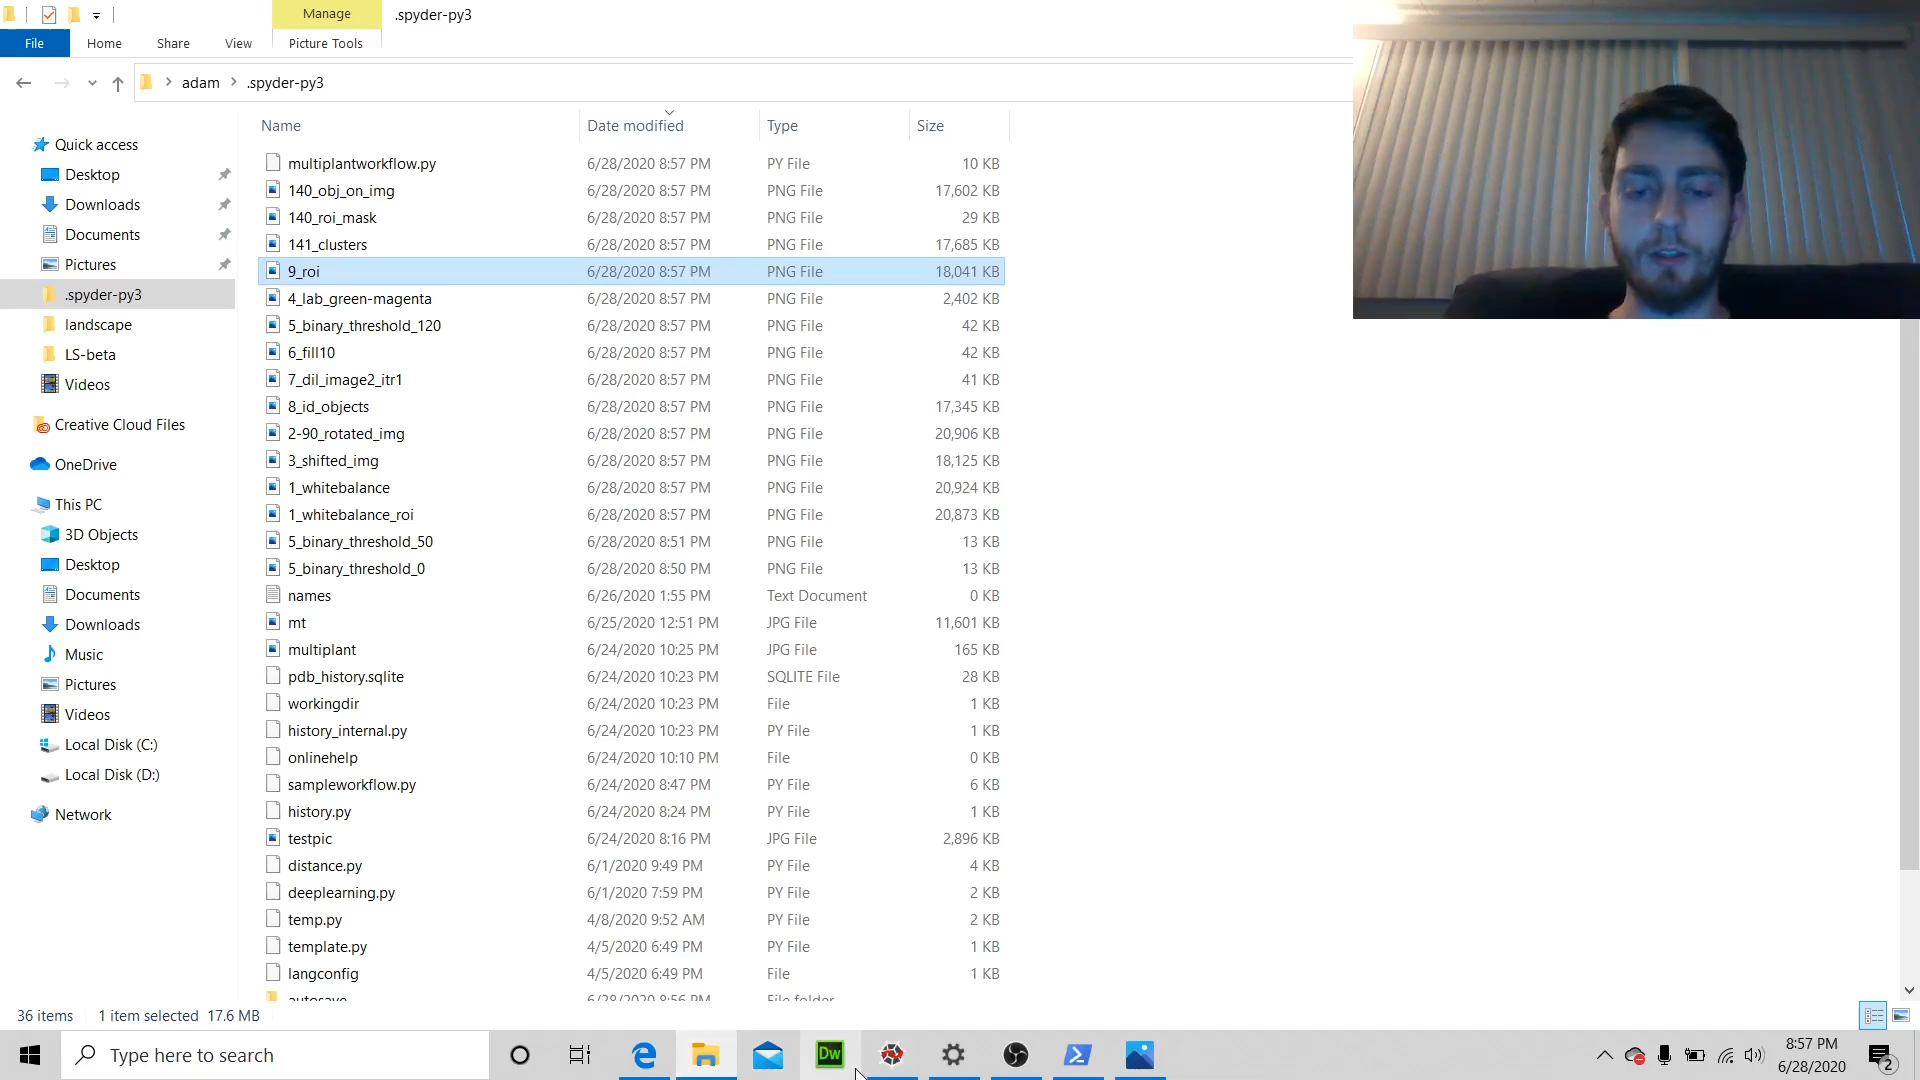 Manage
.spyder-py3
File
Home
Share
View
Picture Tools
adam
.spyder-py3
Name
Date modified
Type
Size
Quick access
Desktop
Downloads
Documents
Pictures
.spyder-py3
landscape
LS-beta
Videos
Creative Cloud Files
OneDrive
This PC
3D Objects
Desktop
Documents
Downloads
Music
Pictures
Videos
Local Disk (C:)
Local Disk (D:)
Network
multiplantworkflow.py 6/28/2020 8:57 PM PY File 10 KB
140_obj_on_img 6/28/2020 8:57 PM PNG File 17,602 KB
140_roi_mask 6/28/2020 8:57 PM PNG File 29 KB
141_clusters 6/28/2020 8:57 PM PNG File 17,685 KB
9_roi 6/28/2020 8:57 PM PNG File 18,041 KB
4_lab_green-magenta 6/28/2020 8:57 PM PNG File 2,402 KB
5_binary_threshold_120 6/28/2020 8:57 PM PNG File 42 KB
6_fill10 6/28/2020 8:57 PM PNG File 42 KB
7_dil_image2_itr1 6/28/2020 8:57 PM PNG File 41 KB
8_id_objects 6/28/2020 8:57 PM PNG File 17,345 KB
2-90_rotated_img 6/28/2020 8:57 PM PNG File 20,906 KB
3_shifted_img 6/28/2020 8:57 PM PNG File 18,125 KB
1_whitebalance 6/28/2020 8:57 PM PNG File 20,924 KB
1_whitebalance_roi 6/28/2020 8:57 PM PNG File 20,873 KB
5_binary_threshold_50 6/28/2020 8:51 PM PNG File 13 KB
5_binary_threshold_0 6/28/2020 8:50 PM PNG File 13 KB
names 6/26/2020 1:55 PM Text Document 0 KB
mt 6/25/2020 12:51 PM JPG File 11,601 KB
multiplant 6/24/2020 10:25 PM JPG File 165 KB
pdb_history.sqlite 6/24/2020 10:23 PM SQLITE File 28 KB
workingdir 6/24/2020 10:23 PM File 1 KB
history_internal.py 6/24/2020 10:23 PM PY File 1 KB
onlinehelp 6/24/2020 10:10 PM File 0 KB
sampleworkflow.py 6/24/2020 8:47 PM PY File 6 KB
history.py 6/24/2020 8:24 PM PY File 1 KB
testpic 6/24/2020 8:16 PM JPG File 2,896 KB
distance.py 6/1/2020 9:49 PM PY File 4 KB
deeplearning.py 6/1/2020 7:59 PM PY File 2 KB
temp.py 4/8/2020 9:52 AM PY File 2 KB
template.py 4/5/2020 6:49 PM PY File 1 KB
langconfig 4/5/2020 6:49 PM File 1 KB
autosave 6/28/2020 8:56 PM File folder
36 items 1 item selected 17.6 MB
Type here to search
Dw
8:57 PM
6/28/2020
2